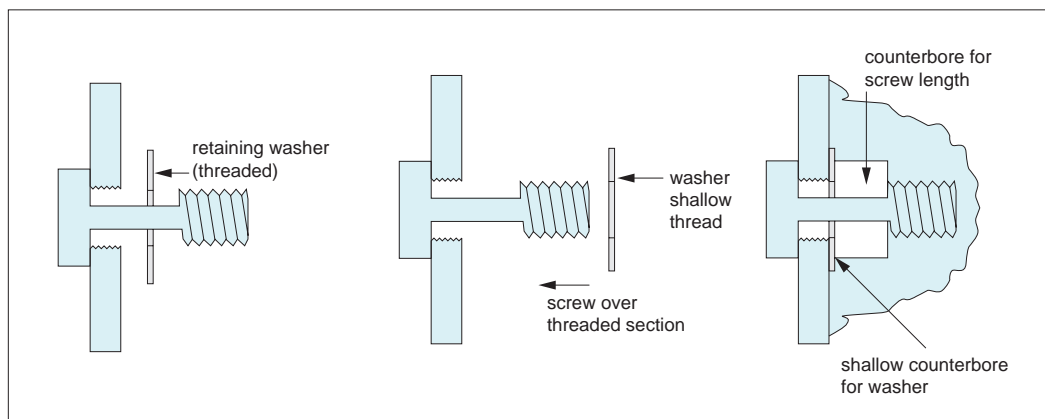 retaining washer
(threaded)
washer
shallow
thread
screw over
threaded section
counterbore for
screw length
shallow counterbore
for washer